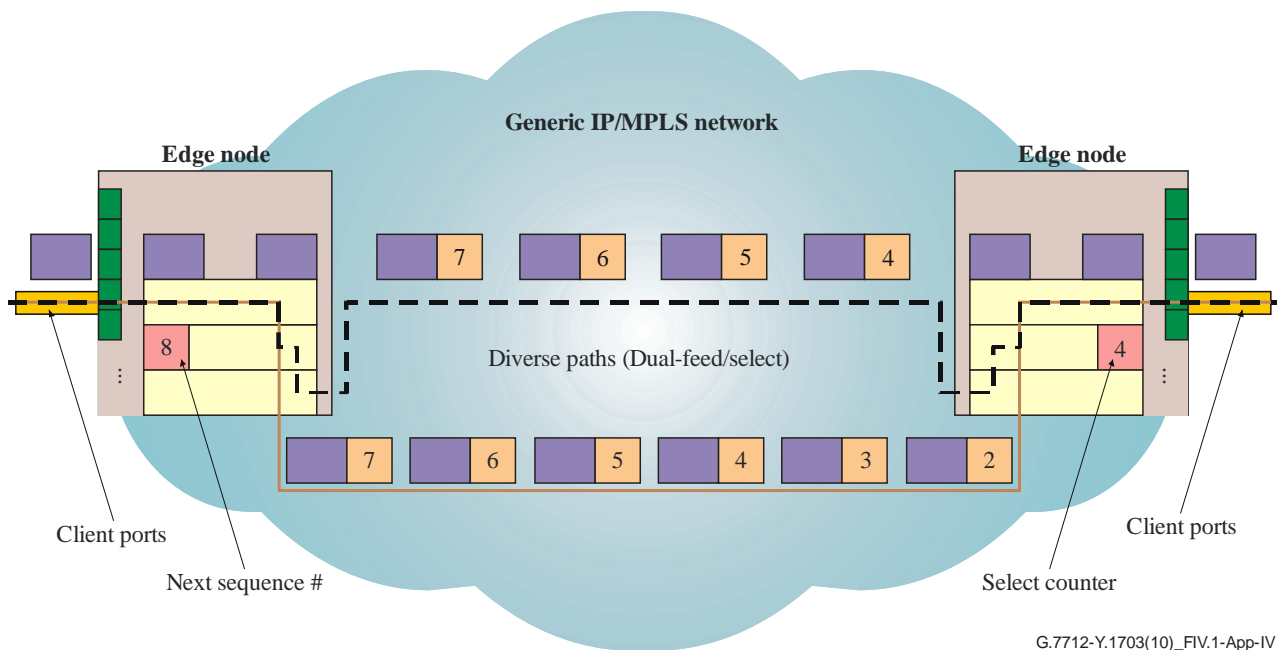 Generic IP/MPLS network
Edge node
Edge node
7 6 5 4
8
Diverse paths (Dual-feed/select)
4
...
...
7 6 5 4 3 2
Client ports
Client ports
Next sequence #
Select counter
G.7712-Y.1703(10)_FIV.1-App-IV